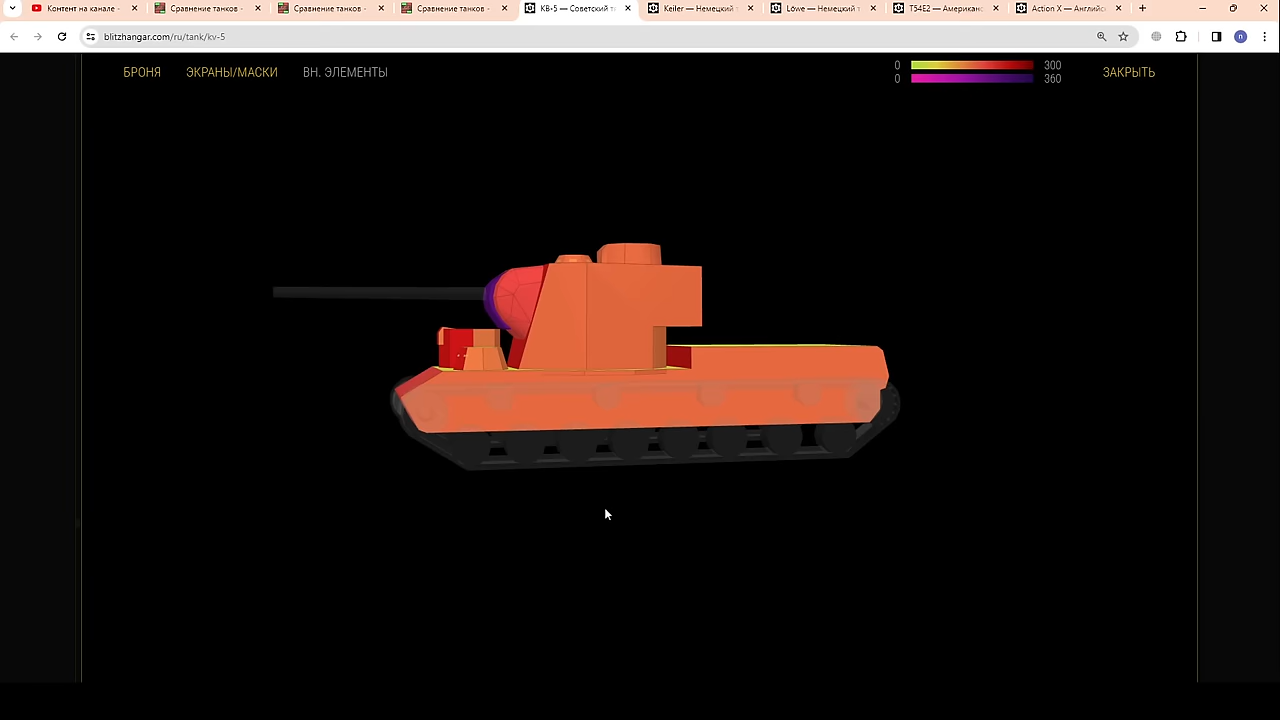 Контент на канале -
Сравнение танков -
Сравнение танков -
Сравнение танков -
КВ-5 — Советский т
Keiler — Немецкий т
Löwe — Немецкий т
T54E2 — Американс
Action X — Английс
blitzhangar.com/ru/tank/kv-5
n
БРОНЯ ЭКРАНЫ/МАСКИ ВН. ЭЛЕМЕНТЫ
0 300
0 360
ЗАКРЫТЬ